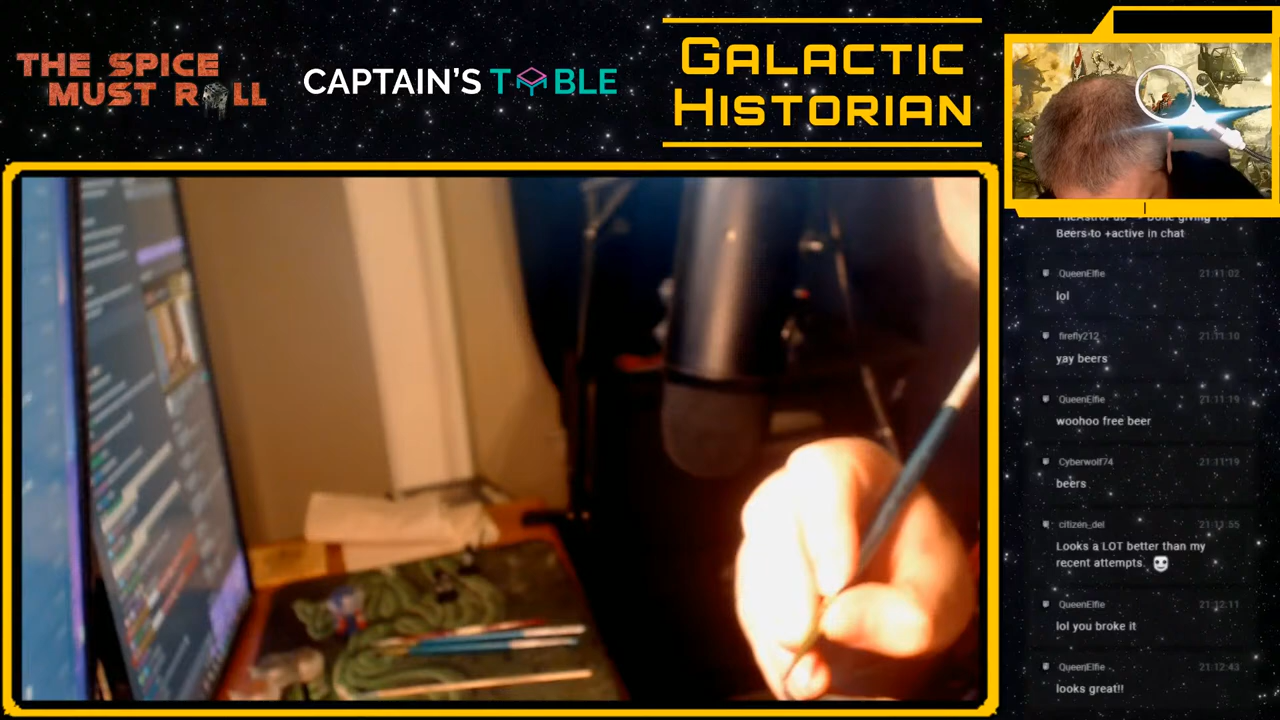 THE SPICE
MUST ROLL
CAPTAIN'S TABLE
GALACTIC
HISTORIAN
Beers to +active in chat
QueenElfie 21:11:02
lol
firefly212 21:11:10
yay beers
QueenElfie 21:11:19
woohoo free beer
Cyberwolf74 21:11:19
beers
citizen_del 21:11:55
Looks a LOT better than my
recent attempts.
QueenElfie 21:12:11
lol you broke it
QueenElfie 21:12:43
looks great!!